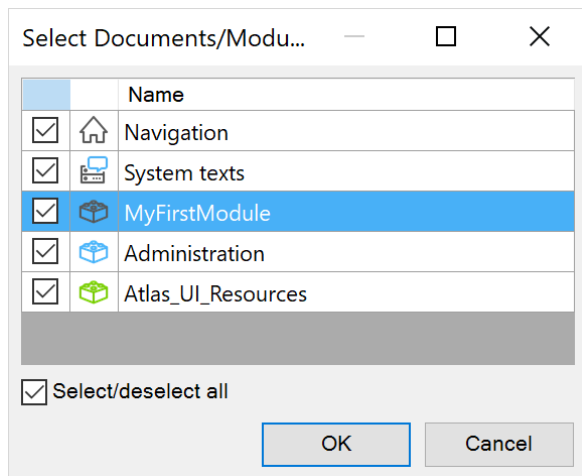 Select Documents/Modu...
Name
Navigation
System texts
MyFirstModule
Administration
Atlas_UI_Resources
Select/deselect all
OK Cancel